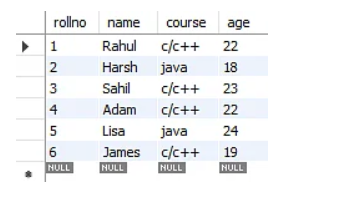 rollno name course age
1 Rahul c/c++ 22
2 Harsh java 18
3 Sahil c/c++ 23
4 Adam c/c++ 22
5 Lisa java 24
6 James c/c++ 19
NULL NULL NULL NULL